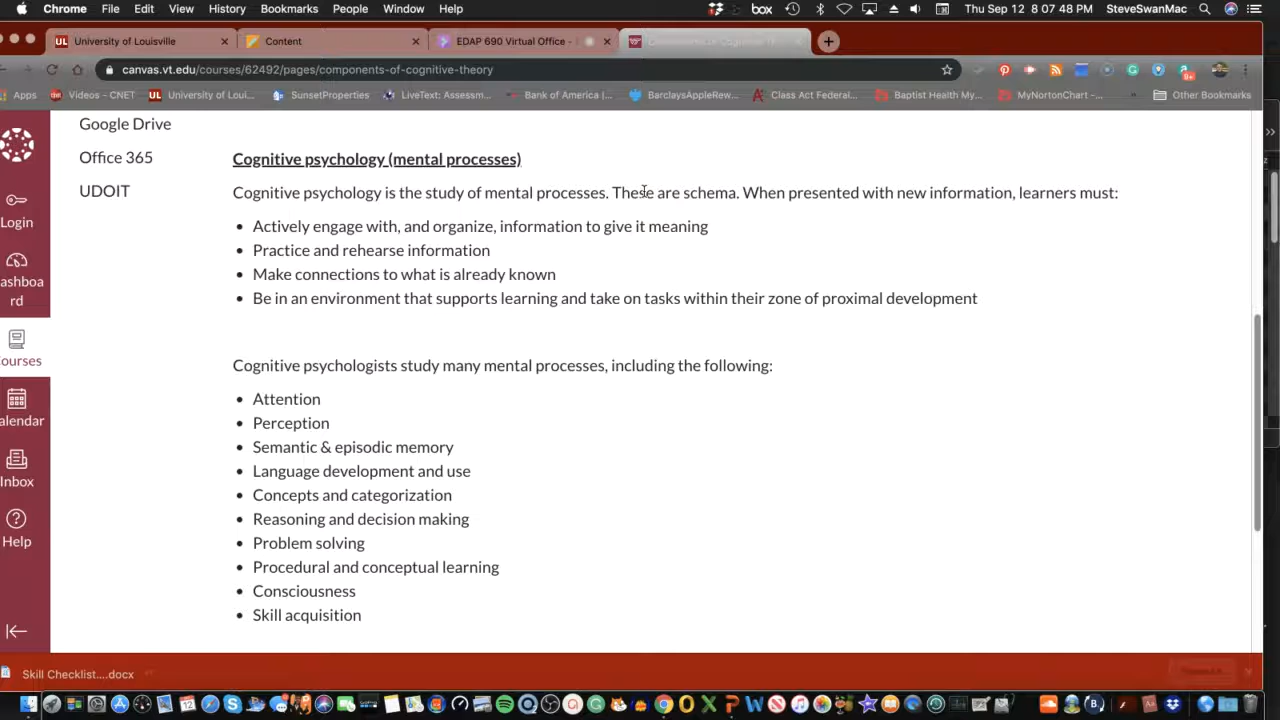 Chrome File Edit View History Bookmarks People Window Help box Thu Sep 12 8:07:48 PM SteveSwanMac
University of Louisville Content EDAP 690 Virtual Office -
canvas.vt.edu/courses/62492/pages/components-of-cognitive-theory
Apps Videos - CNET University of Loui... SunsetProperties LiveText: Assessm... Bank of America |... BarclaysAppleRew... Class Act Federal... Baptist Health My... MyNortonChart -... Other Bookmarks
Google Drive
Office 365
UDOIT
Login
ashboa
rd
ourses
alendar
Inbox
Help
Cognitive psychology (mental processes)
Cognitive psychology is the study of mental processes. These are schema. When presented with new information, learners must:
• Actively engage with, and organize, information to give it meaning
• Practice and rehearse information
• Make connections to what is already known
• Be in an environment that supports learning and take on tasks within their zone of proximal development
Cognitive psychologists study many mental processes, including the following:
• Attention
• Perception
• Semantic & episodic memory
• Language development and use
• Concepts and categorization
• Reasoning and decision making
• Problem solving
• Procedural and conceptual learning
• Consciousness
• Skill acquisition
Skill Checklist....docx